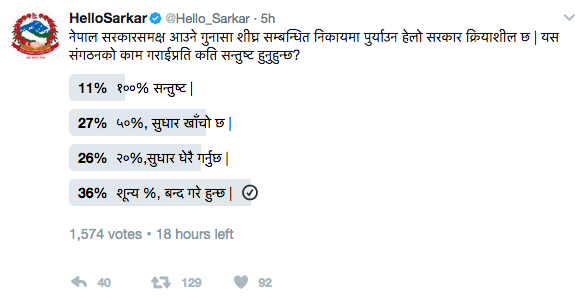 HelloSarkar @Hello_Sarkar · 5h
नेपाल सरकारसमक्ष आउने गुनासा शीघ्र सम्बन्धित निकायमा पुर्याउन हेलो सरकार क्रियाशील छ | यस
संगठनको काम गराईप्रति कति सन्तुष्ट हुनुहुन्छ?
11% १००% सन्तुष्ट |
27% ५०%, सुधार खाँचो छ |
26% २०%,सुधार धेरै गर्नुछ |
36% शून्य %, बन्द गरे हुन्छ |
1,574 votes • 18 hours left
40 129 92